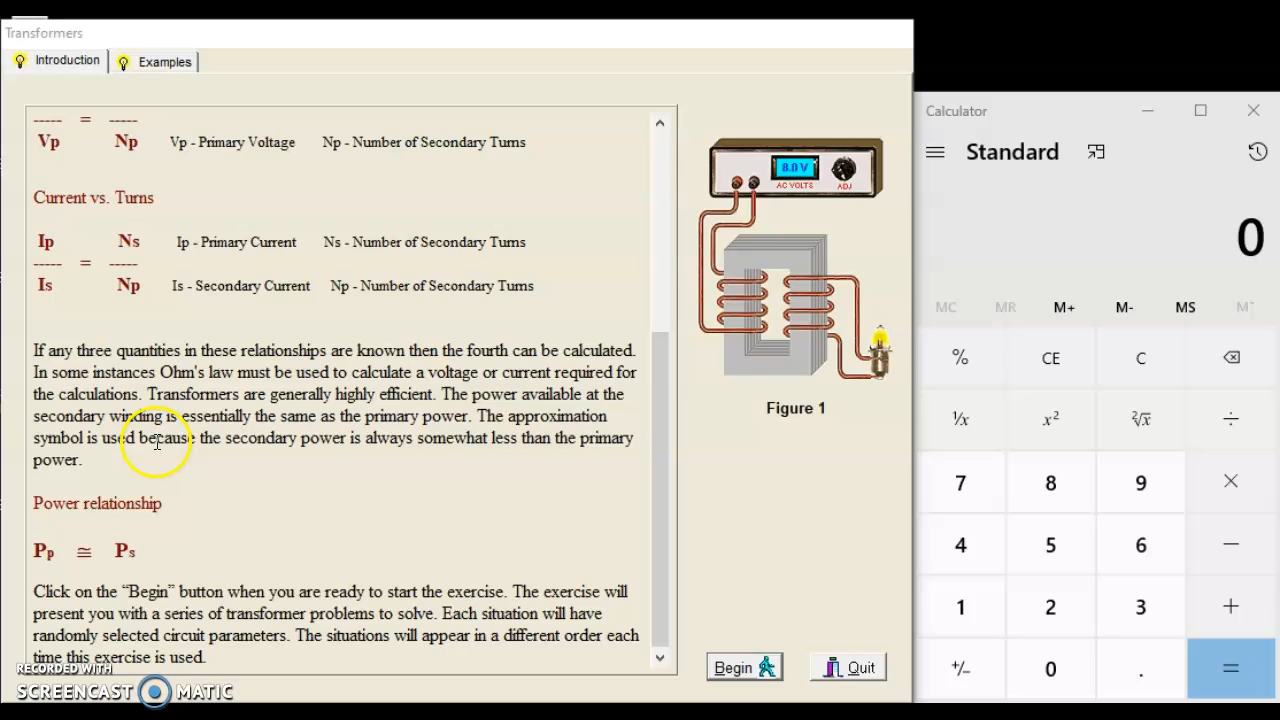 Transformers
Introduction
Examples
----- = -----
Vp Np Vp - Primary Voltage Np - Number of Secondary Turns
Current vs. Turns
Ip Ns Ip - Primary Current Ns - Number of Secondary Turns
----- = -----
Is Np Is - Secondary Current Np - Number of Secondary Turns
If any three quantities in these relationships are known then the fourth can be calculated.
In some instances Ohm's law must be used to calculate a voltage or current required for
the calculations. Transformers are generally highly efficient. The power available at the
secondary winding is essentially the same as the primary power. The approximation
symbol is used because the secondary power is always somewhat less than the primary
power.
Power relationship
Pp ≅ Ps
Click on the “Begin” button when you are ready to start the exercise. The exercise will
present you with a series of transformer problems to solve. Each situation will have
randomly selected circuit parameters. The situations will appear in a different order each
time this exercise is used.
8.0 V
AC VOLTS ADJ
Figure 1
Begin
Quit
Calculator
Standard
0
MC MR M+ M- MS
% CE C
¹/x x² ²√x ÷
7 8 9 ×
4 5 6 −
1 2 3 +
+/− 0 . =
RECORDED WITH
SCREENCAST MATIC